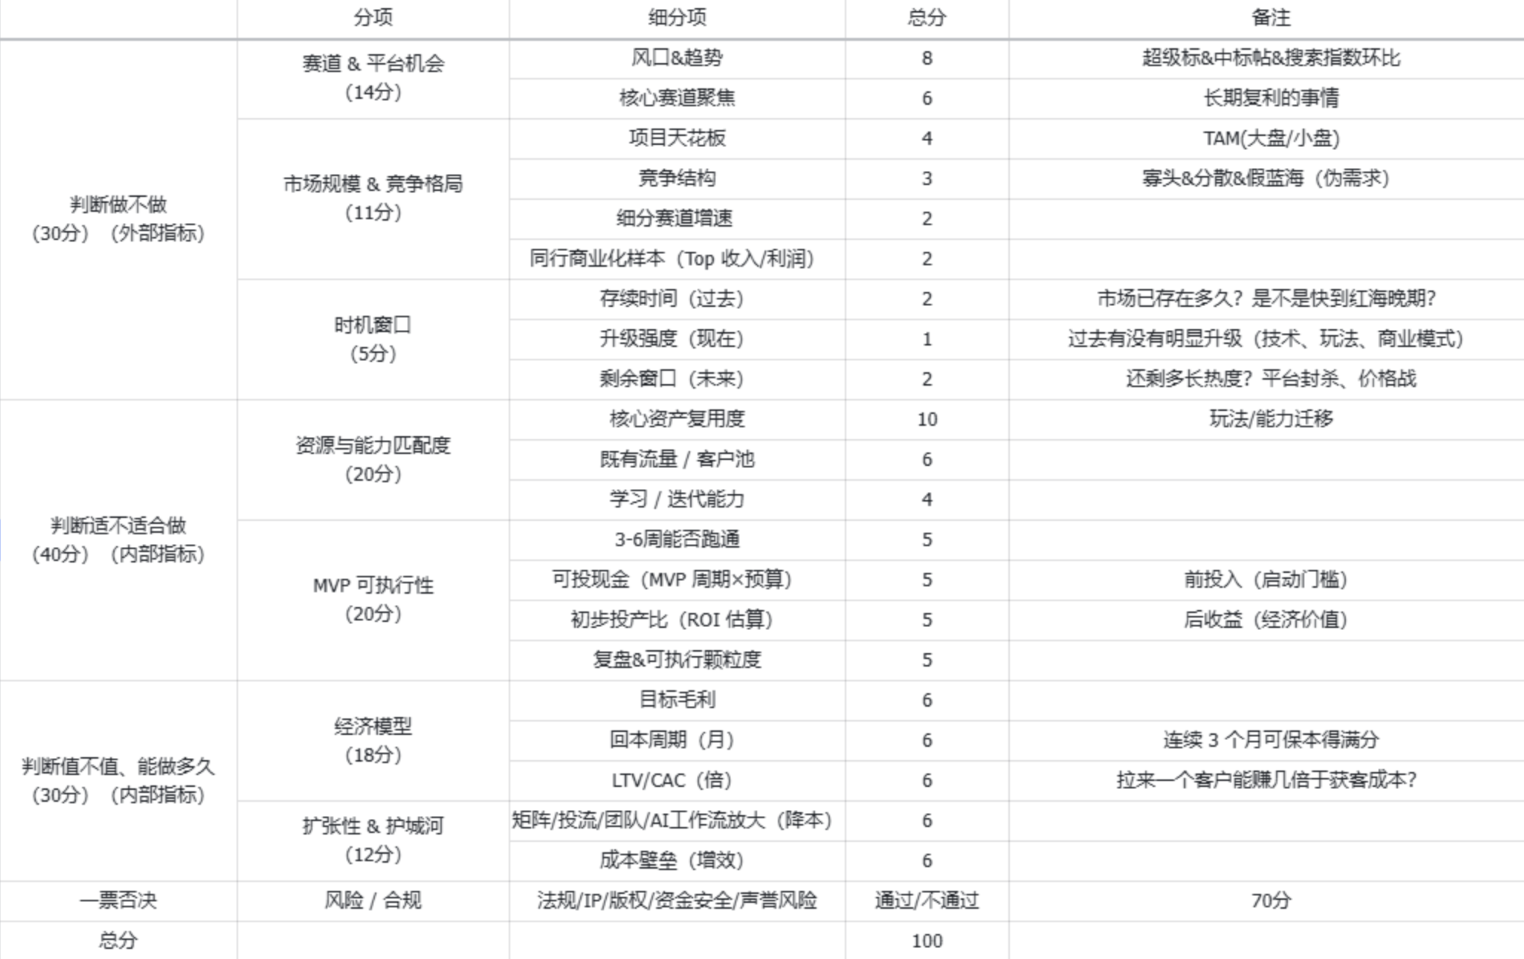 分项 细分项 总分 备注
判断做不做
（30分）（外部指标）
赛道 & 平台机会
（14分）
风口&趋势 8 超级标&中标帖&搜索指数环比
核心赛道聚焦 6 长期复利的事情
市场规模 & 竞争格局
（11分）
项目天花板 4 TAM(大盘/小盘)
竞争结构 3 寡头&分散&假蓝海（伪需求）
细分赛道增速 2
同行商业化样本（Top 收入/利润） 2
时机窗口
（5分）
存续时间（过去） 2 市场已存在多久？是不是快到红海晚期？
升级强度（现在） 1 过去有没有明显升级（技术、玩法、商业模式）
剩余窗口（未来） 2 还剩多长热度？平台封杀、价格战
判断适不适合做
（40分）（内部指标）
资源与能力匹配度
（20分）
核心资产复用度 10 玩法/能力迁移
既有流量 / 客户池 6
学习 / 迭代能力 4
MVP 可执行性
（20分）
3-6周能否跑通 5
可投现金（MVP 周期×预算） 5 前投入（启动门槛）
初步投产比（ROI 估算） 5 后收益（经济价值）
复盘&可执行颗粒度 5
判断值不值、能做多久
（30分）（内部指标）
经济模型
（18分）
目标毛利 6
回本周期（月） 6 连续 3 个月可保本得满分
LTV/CAC（倍） 6 拉来一个客户能赚几倍于获客成本？
扩张性 & 护城河
（12分）
矩阵/投流/团队/AI工作流放大（降本） 6
成本壁垒（增效） 6
一票否决 风险 / 合规 法规/IP/版权/资金安全/声誉风险 通过/不通过 70分
总分 100